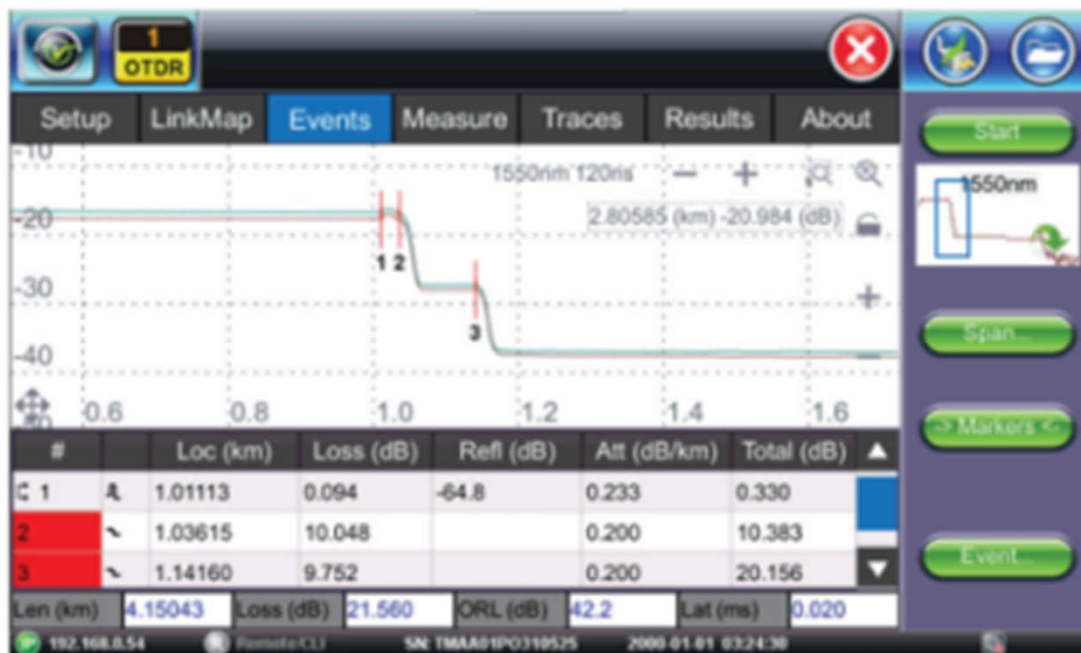 1
OTDR
Setup LinkMap Events Measure Traces Results About
Start
-10
1550nm 120ns
1550nm
2.80585 (km) -20.984 (dB)
-20
1 2
-30
3
Span...
-40
0.6 0.8 1.0 1.2 1.4 1.6
-> Markers <-
# Loc (km) Loss (dB) Refl (dB) Att (dB/km) Total (dB)
1 1.01113 0.094 -64.8 0.233 0.330
2 1.03615 10.048 0.200 10.383
3 1.14160 9.752 0.200 20.156
Event...
Len (km) 4.15043 Loss (dB) 21.560 ORL (dB) 42.2 Lat (ms) 0.020
192.168.0.54 Remote/CLI SN: TMAA01PO310525 2000-01-01 03:24:30